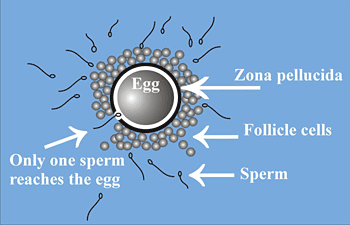 Egg
Zona pellucida
Follicle cells
Only one sperm
reaches the egg
Sperm